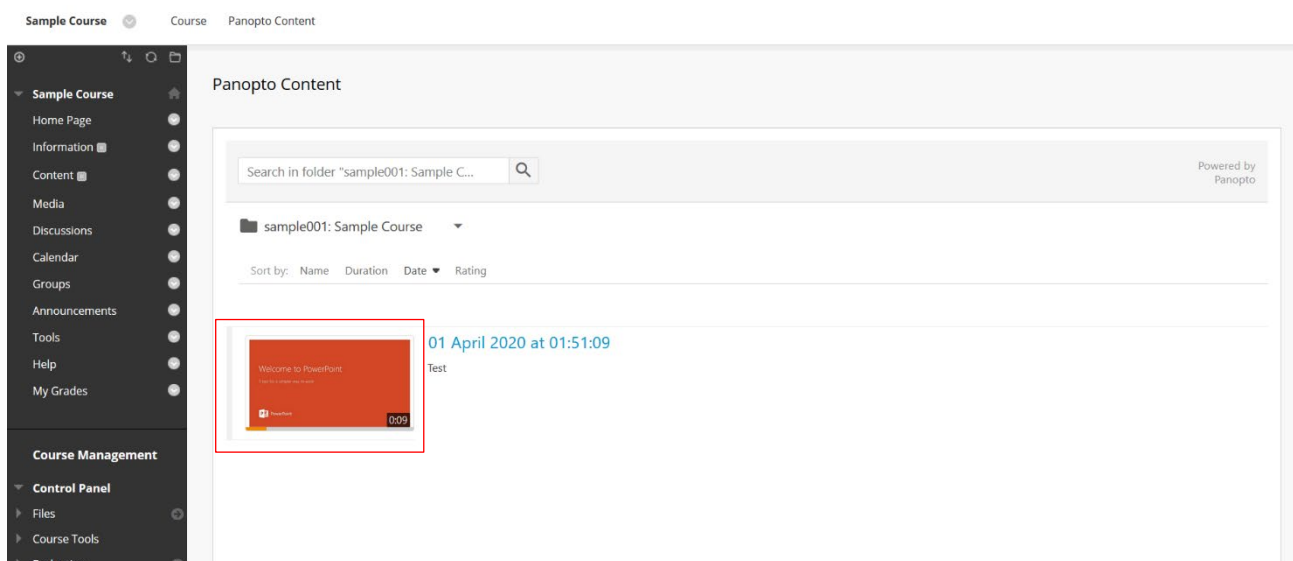 Sample Course Course Panopto Content
Sample Course
Home Page
Information
Content
Media
Discussions
Calendar
Groups
Announcements
Tools
Help
My Grades
Course Management
Control Panel
Files
Course Tools
Panopto Content
Search in folder "sample001: Sample C...
Powered by
Panopto
sample001: Sample Course
Sort by: Name Duration Date Rating
Welcome to PowerPoint
PowerPoint
0:09
01 April 2020 at 01:51:09
Test